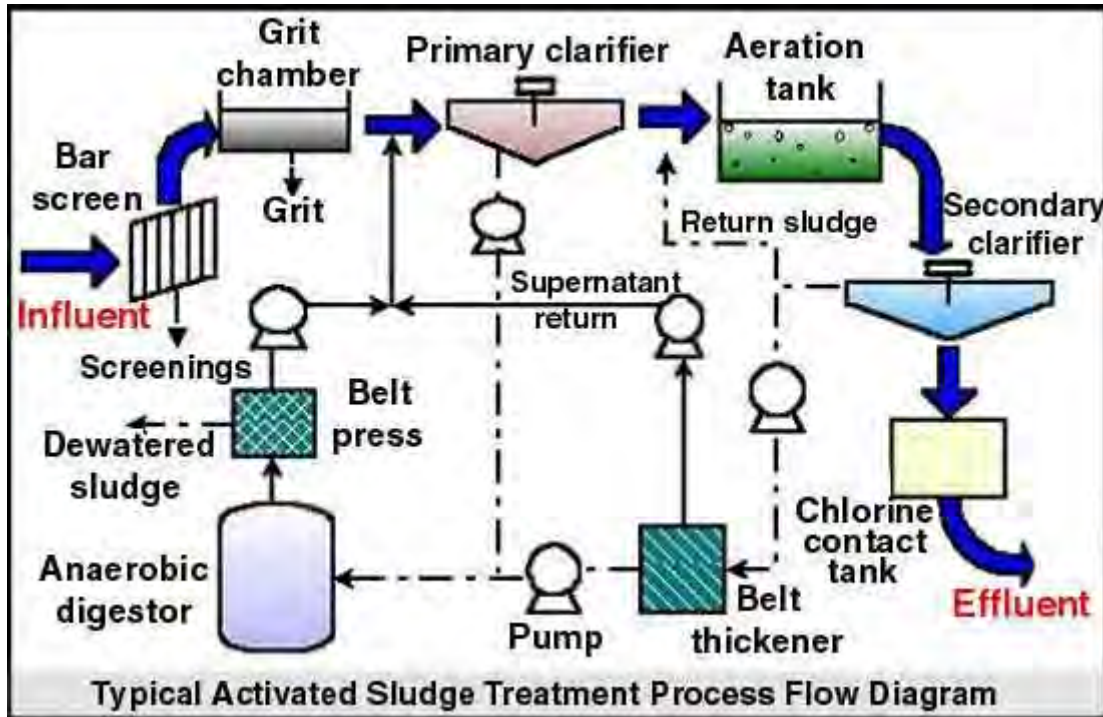 Grit
chamber
Primary clarifier
Aeration
tank
Bar
screen
Grit
Return sludge
Secondary
clarifier
Influent
Supernatant
return
Screenings
Belt
press
Dewatered
sludge
Chlorine
contact
tank
Anaerobic
digestor
Pump
Belt
thickener
Effluent
Typical Activated Sludge Treatment Process Flow Diagram